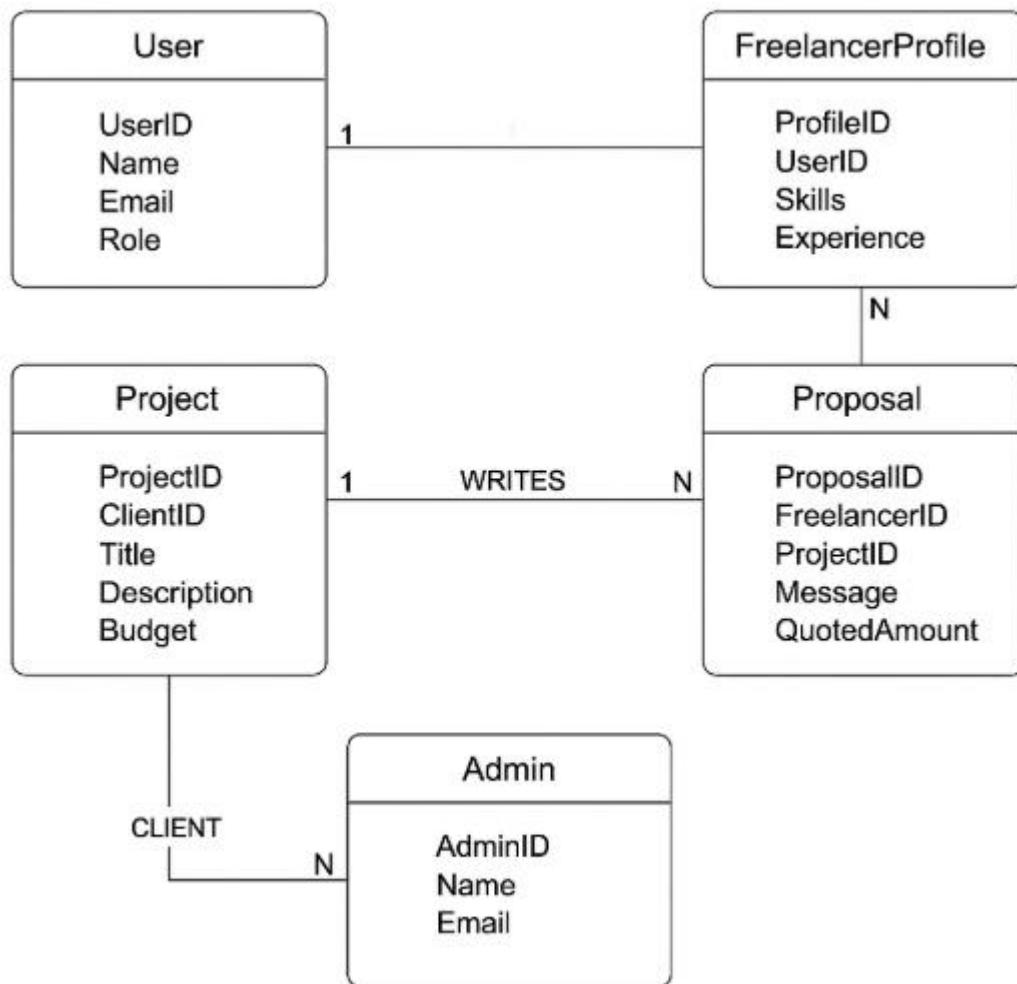 User
UserID
Name
Email
Role
1
FreelancerProfile
ProfileID
UserID
Skills
Experience
N
Project
ProjectID
ClientID
Title
Description
Budget
1
WRITES
N
Proposal
ProposalID
FreelancerID
ProjectID
Message
QuotedAmount
CLIENT
N
Admin
AdminID
Name
Email